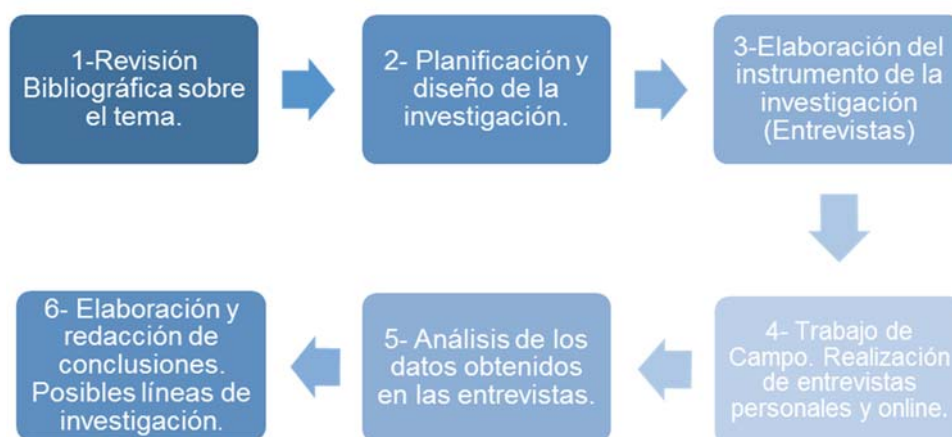 1-Revisión
Bibliográfica sobre
el tema.
2- Planificación y
diseño de la
investigación.
3-Elaboración del
instrumento de la
investigación
(Entrevistas)
4- Trabajo de
Campo. Realización
de entrevistas
personales y online.
5- Análisis de los
datos obtenidos
en las entrevistas.
6- Elaboración y
redacción de
conclusiones.
Posibles líneas de
investigación.